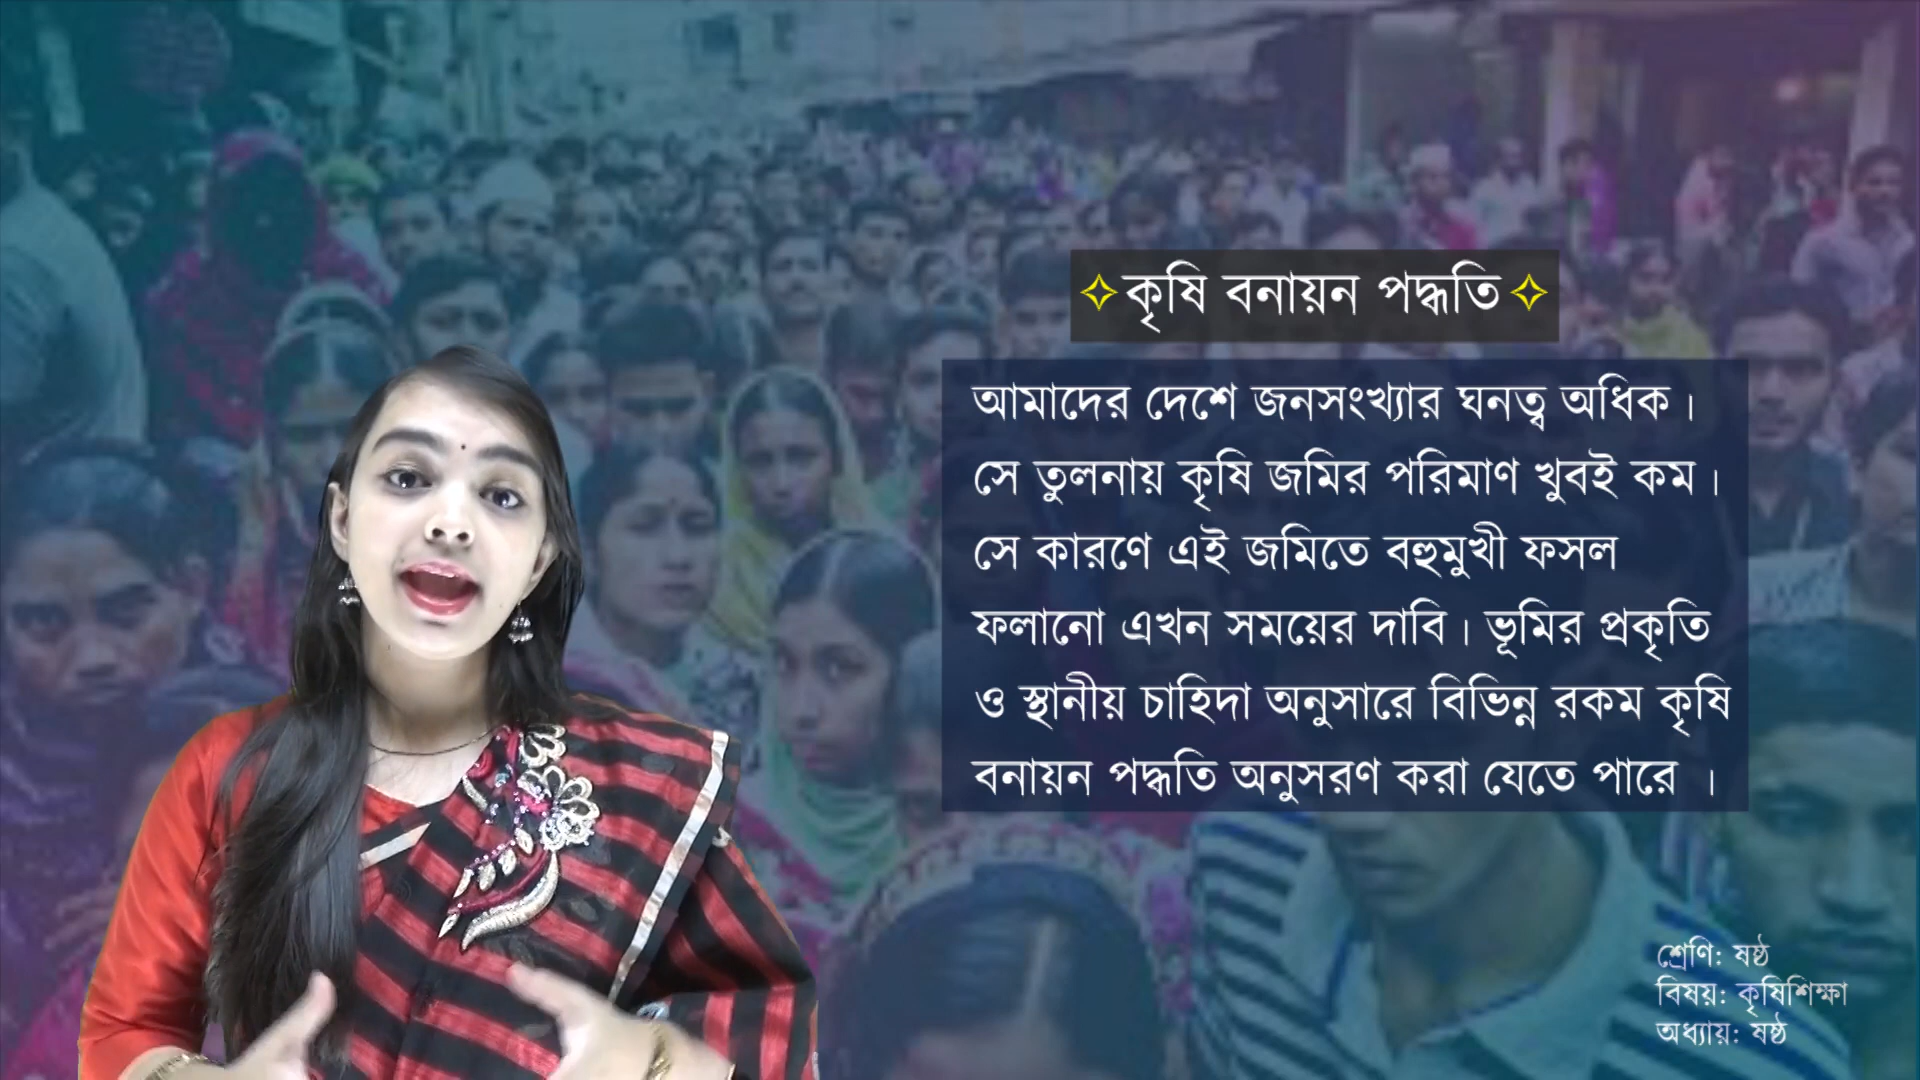 ✧কৃষি বনায়ন পদ্ধতি✧
আমাদের দেশে জনসংখ্যার ঘনত্ব অধিক।
সে তুলনায় কৃষি জমির পরিমাণ খুবই কম।
সে কারণে এই জমিতে বহুমুখী ফসল
ফলানো এখন সময়ের দাবি। ভূমির প্রকৃতি
ও স্থানীয় চাহিদা অনুসারে বিভিন্ন রকম কৃষি
বনায়ন পদ্ধতি অনুসরণ করা যেতে পারে ।
শ্রেণি: ষষ্ঠ
বিষয়: কৃষিশিক্ষা
অধ্যায়: ষষ্ঠ